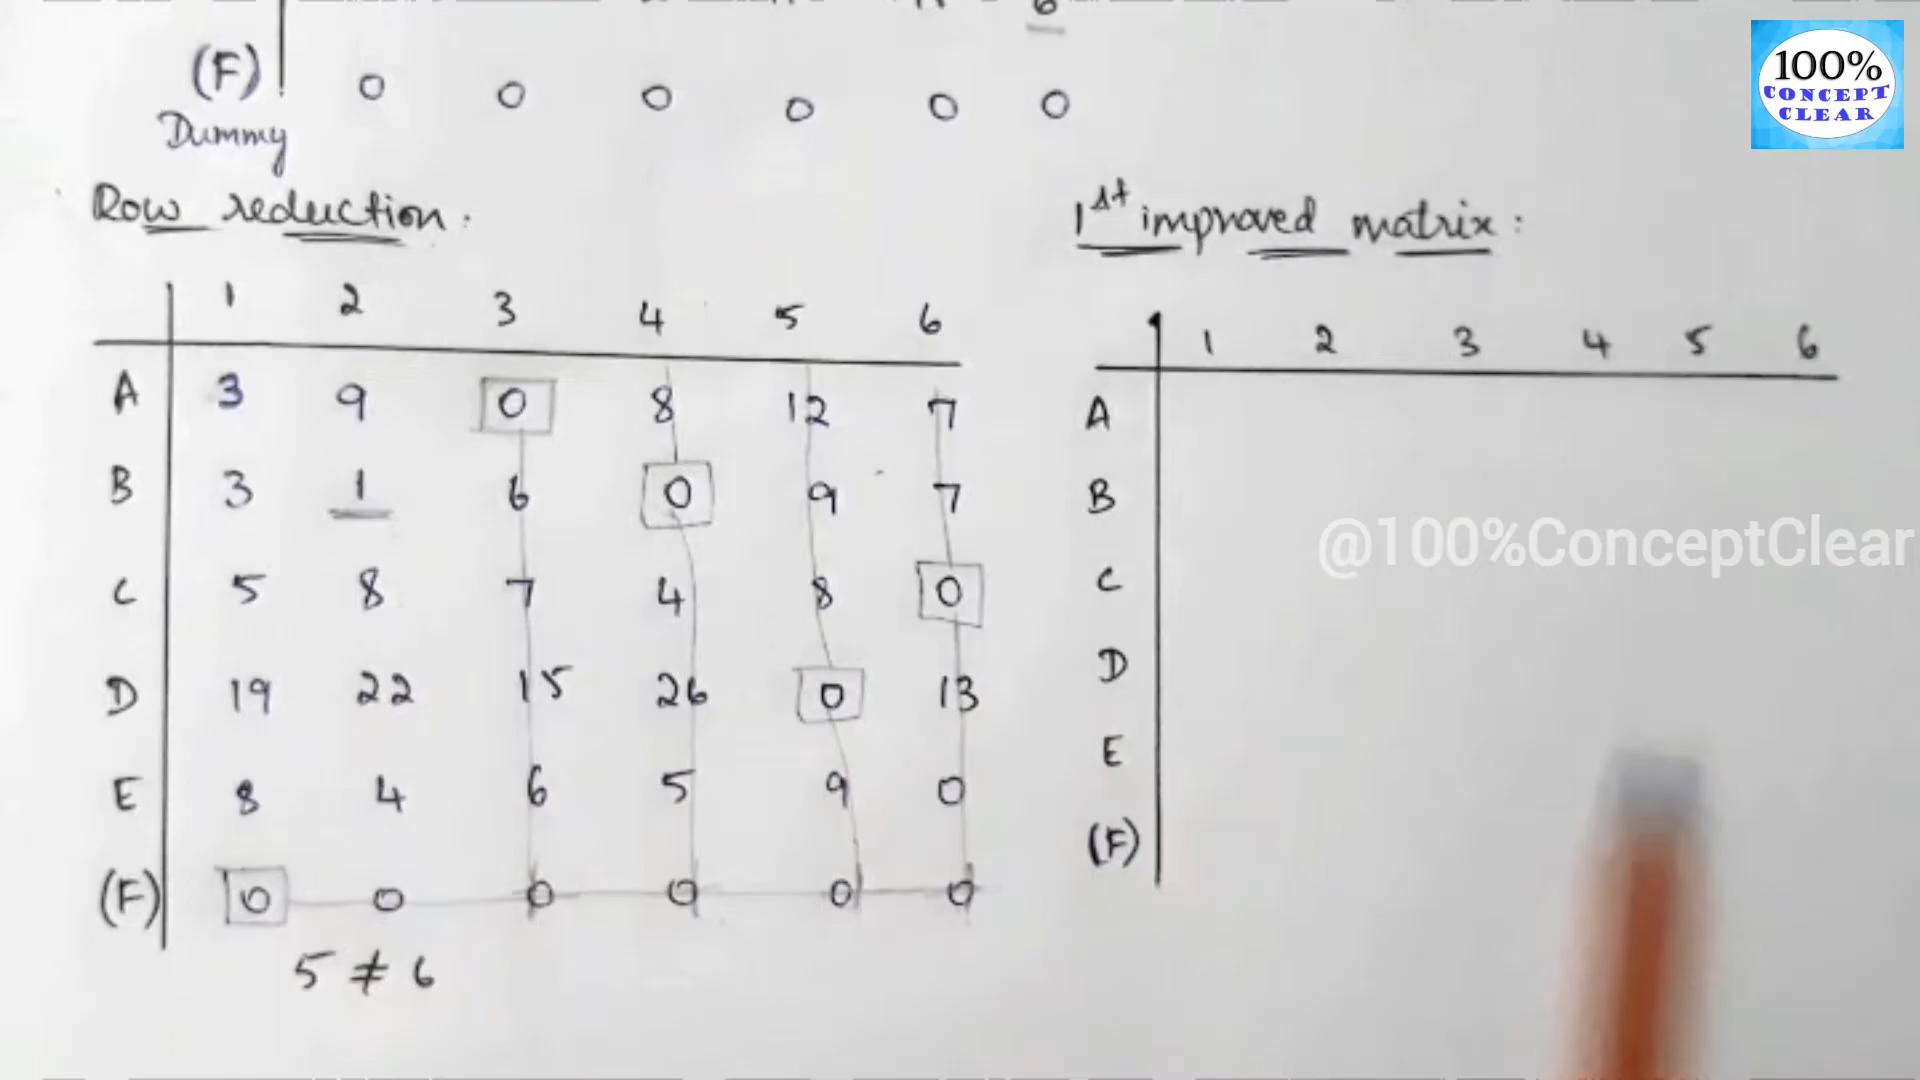 6
(F) 0 0 0 0 0 0
Dummy
100%
CONCEPT
CLEAR
Row reduction:
1 2 3 4 5 6
A 3 9 0 8 12 7
B 3 1 6 0 9 7
C 5 8 7 4 8 0
D 19 22 15 26 0 13
E 8 4 6 5 9 0
(F) 0 0 0 0 0 0
5 ≠ 6
1st improved matrix:
1 2 3 4 5 6
A
B
C
D
E
(F)
@100%ConceptClear